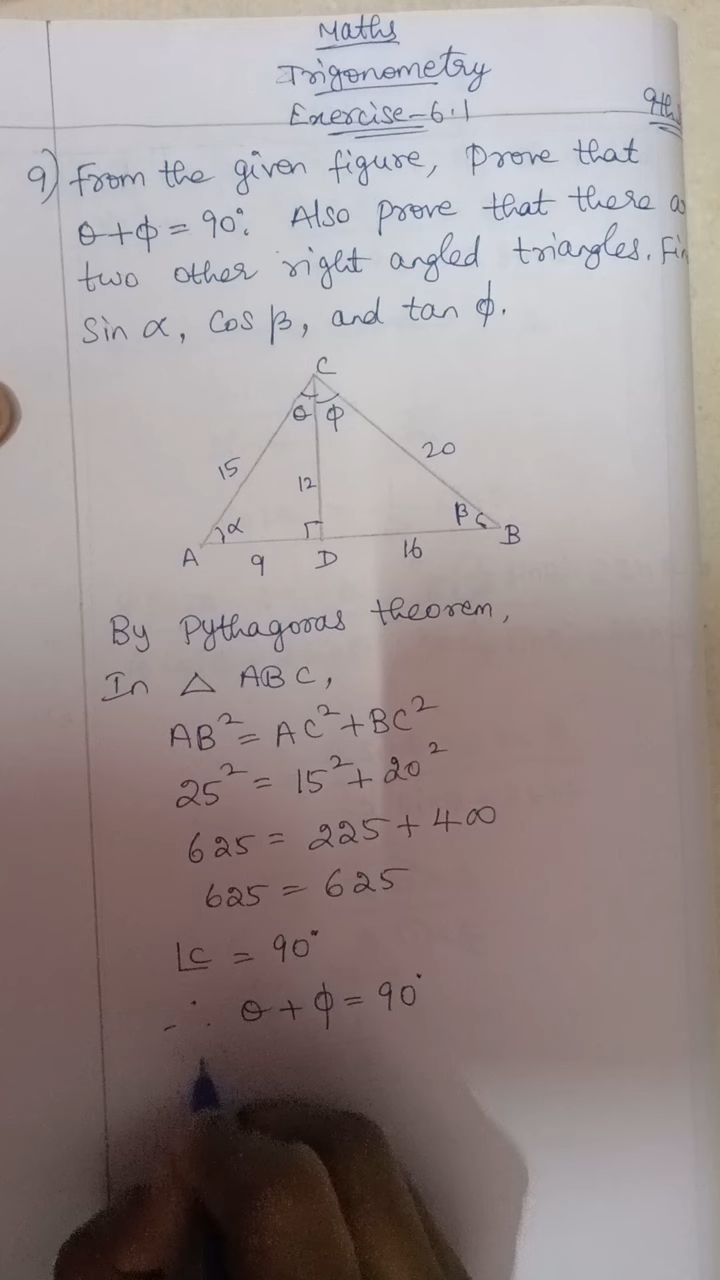 Maths
Trigonometry
Exercise-6.1
9th
9) From the given figure, Prove that
θ+ϕ = 90°. Also prove that there
two other right angled triangles.
Sin α, Cos β, and tan ϕ.
C
θ ϕ
15
20
12
α
β
A
9
D
16
B
By Pythagoras theorem,
In △ ABC,
AB² = AC² + BC²
25² = 15² + 20²
625 = 225 + 400
625 = 625
∠C = 90°
∴ θ + ϕ = 90°